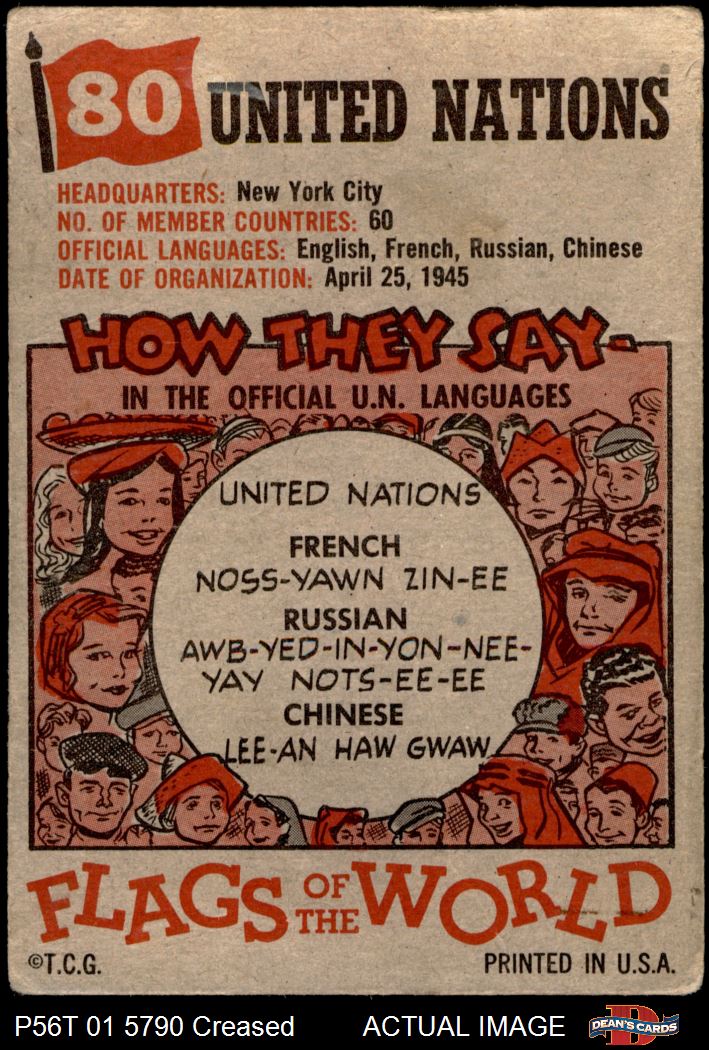 80 UNITED NATIONS
HEADQUARTERS: New York City
NO. OF MEMBER COUNTRIES: 60
OFFICIAL LANGUAGES: English, French, Russian, Chinese
DATE OF ORGANIZATION: April 25, 1945
HOW THEY SAY-
IN THE OFFICIAL U.N. LANGUAGES
UNITED NATIONS
FRENCH
NOSS-YAWN ZIN-EE
RUSSIAN
AWB-YED-IN-YON-NEE-
YAY NOTS-EE-EE
CHINESE
LEE-AN HAW GWAW
FLAGS OF THE WORLD
©T.C.G. PRINTED IN U.S.A.
P56T 01 5790 Creased ACTUAL IMAGE D DEAN'S CARDS